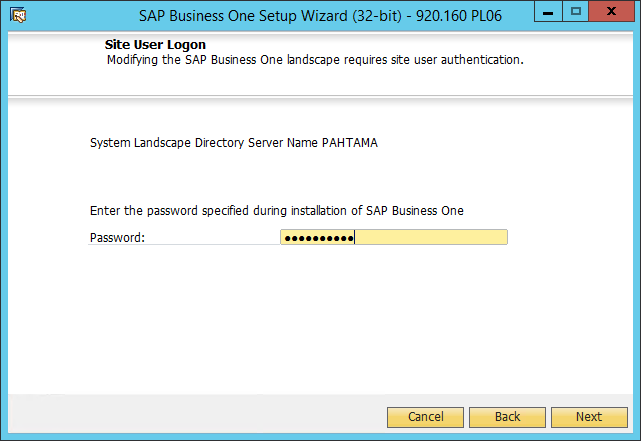 SAP Business One Setup Wizard (32-bit) - 920.160 PL06
Site User Logon
Modifying the SAP Business One landscape requires site user authentication.
System Landscape Directory Server Name PAHTAMA
Enter the password specified during installation of SAP Business One
Password: ●●●●●●●●●●
Cancel Back Next